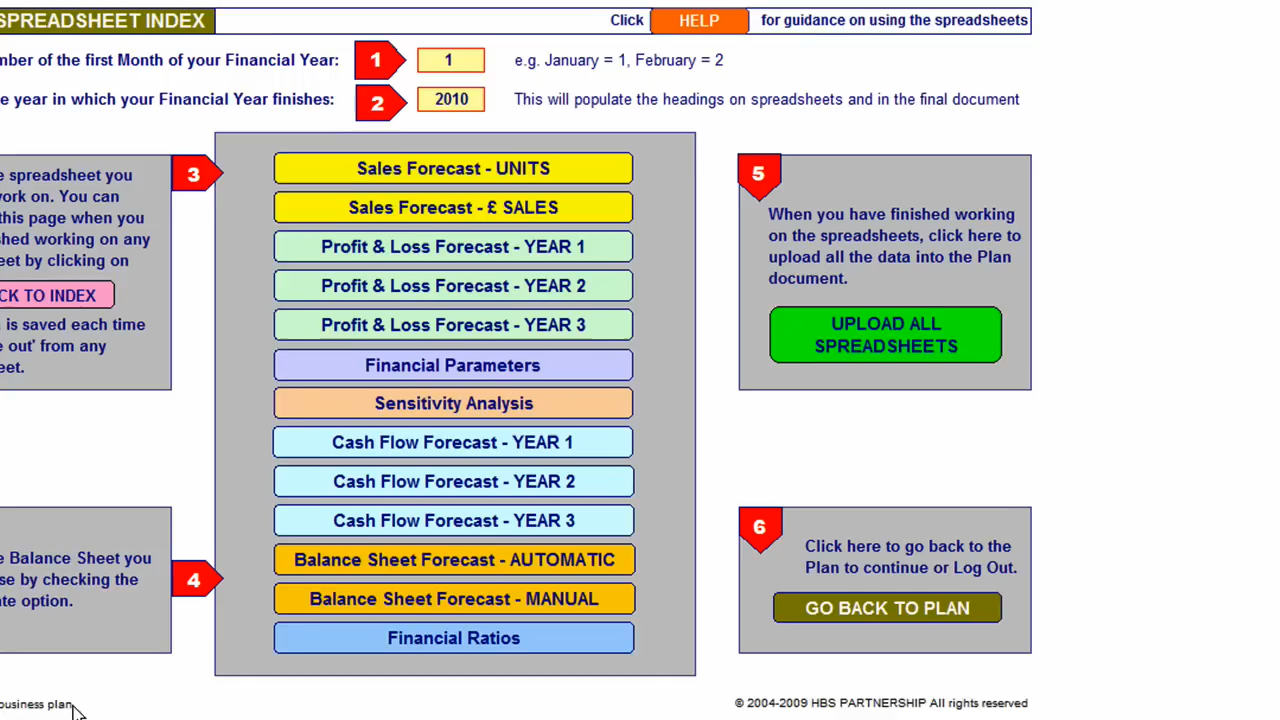 SPREADSHEET INDEX
Click HELP for guidance on using the spreadsheets
mber of the first Month of your Financial Year: 1 1 e.g. January = 1, February = 2
e year in which your Financial Year finishes: 2 2010 This will populate the headings on spreadsheets and in the final document
e spreadsheet you
work on. You can
this page when you
shed working on any
eet by clicking on
CK TO INDEX
is saved each time
e out' from any
eet.
3
Sales Forecast - UNITS
Sales Forecast - £ SALES
Profit & Loss Forecast - YEAR 1
Profit & Loss Forecast - YEAR 2
Profit & Loss Forecast - YEAR 3
Financial Parameters
Sensitivity Analysis
Cash Flow Forecast - YEAR 1
Cash Flow Forecast - YEAR 2
Cash Flow Forecast - YEAR 3
Balance Sheet Forecast - AUTOMATIC
Balance Sheet Forecast - MANUAL
Financial Ratios
e Balance Sheet you
se by checking the
ate option.
4
5
When you have finished working
on the spreadsheets, click here to
upload all the data into the Plan
document.
UPLOAD ALL
SPREADSHEETS
6
Click here to go back to the
Plan to continue or Log Out.
GO BACK TO PLAN
business plan
© 2004-2009 HBS PARTNERSHIP All rights reserved